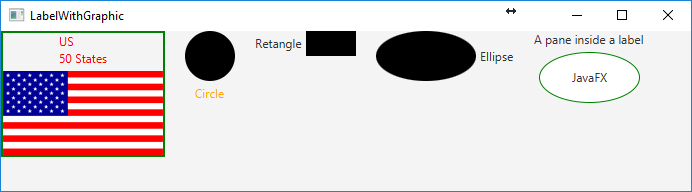 LabelWithGraphic
US
50 States
Circle
Retangle
Ellipse
A pane inside a label
JavaFX